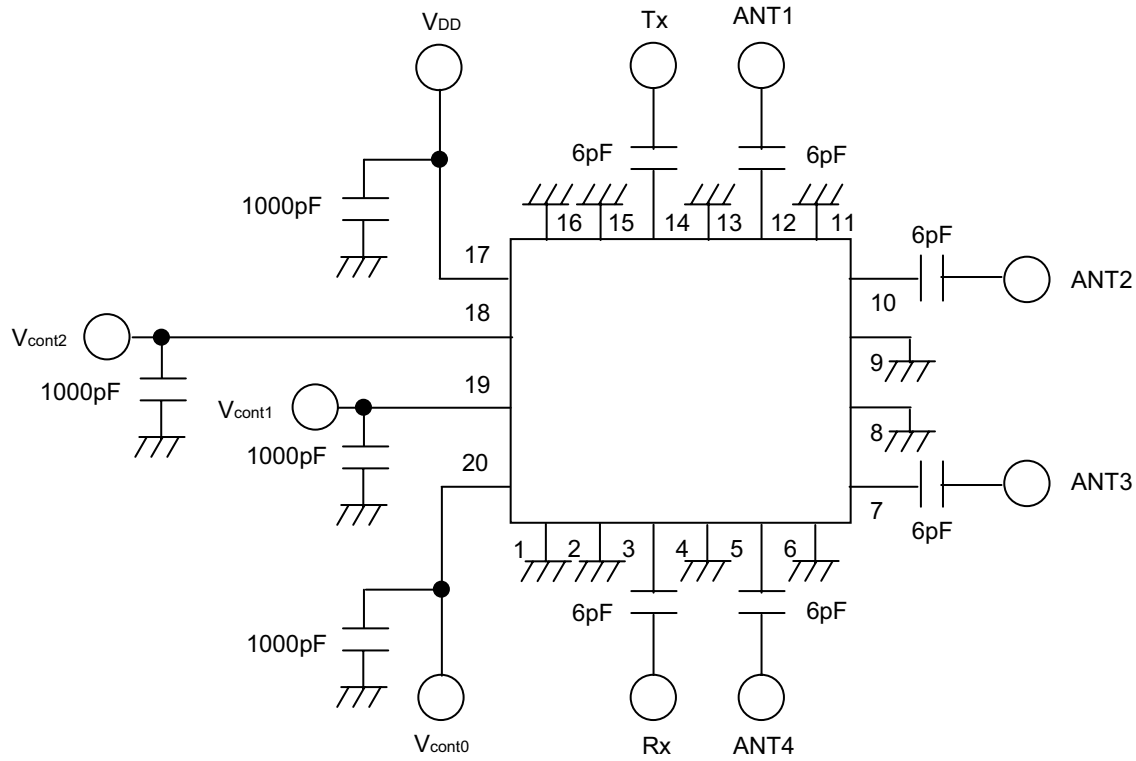 VDD
Tx
ANT1
6pF
6pF
1000pF
16
15
14
13
12
11
17
6pF
10
ANT2
18
Vcont2
1000pF
9
19
Vcont1
8
1000pF
20
ANT3
7
6pF
1
2
3
4
5
6
6pF
6pF
1000pF
Vcont0
Rx
ANT4